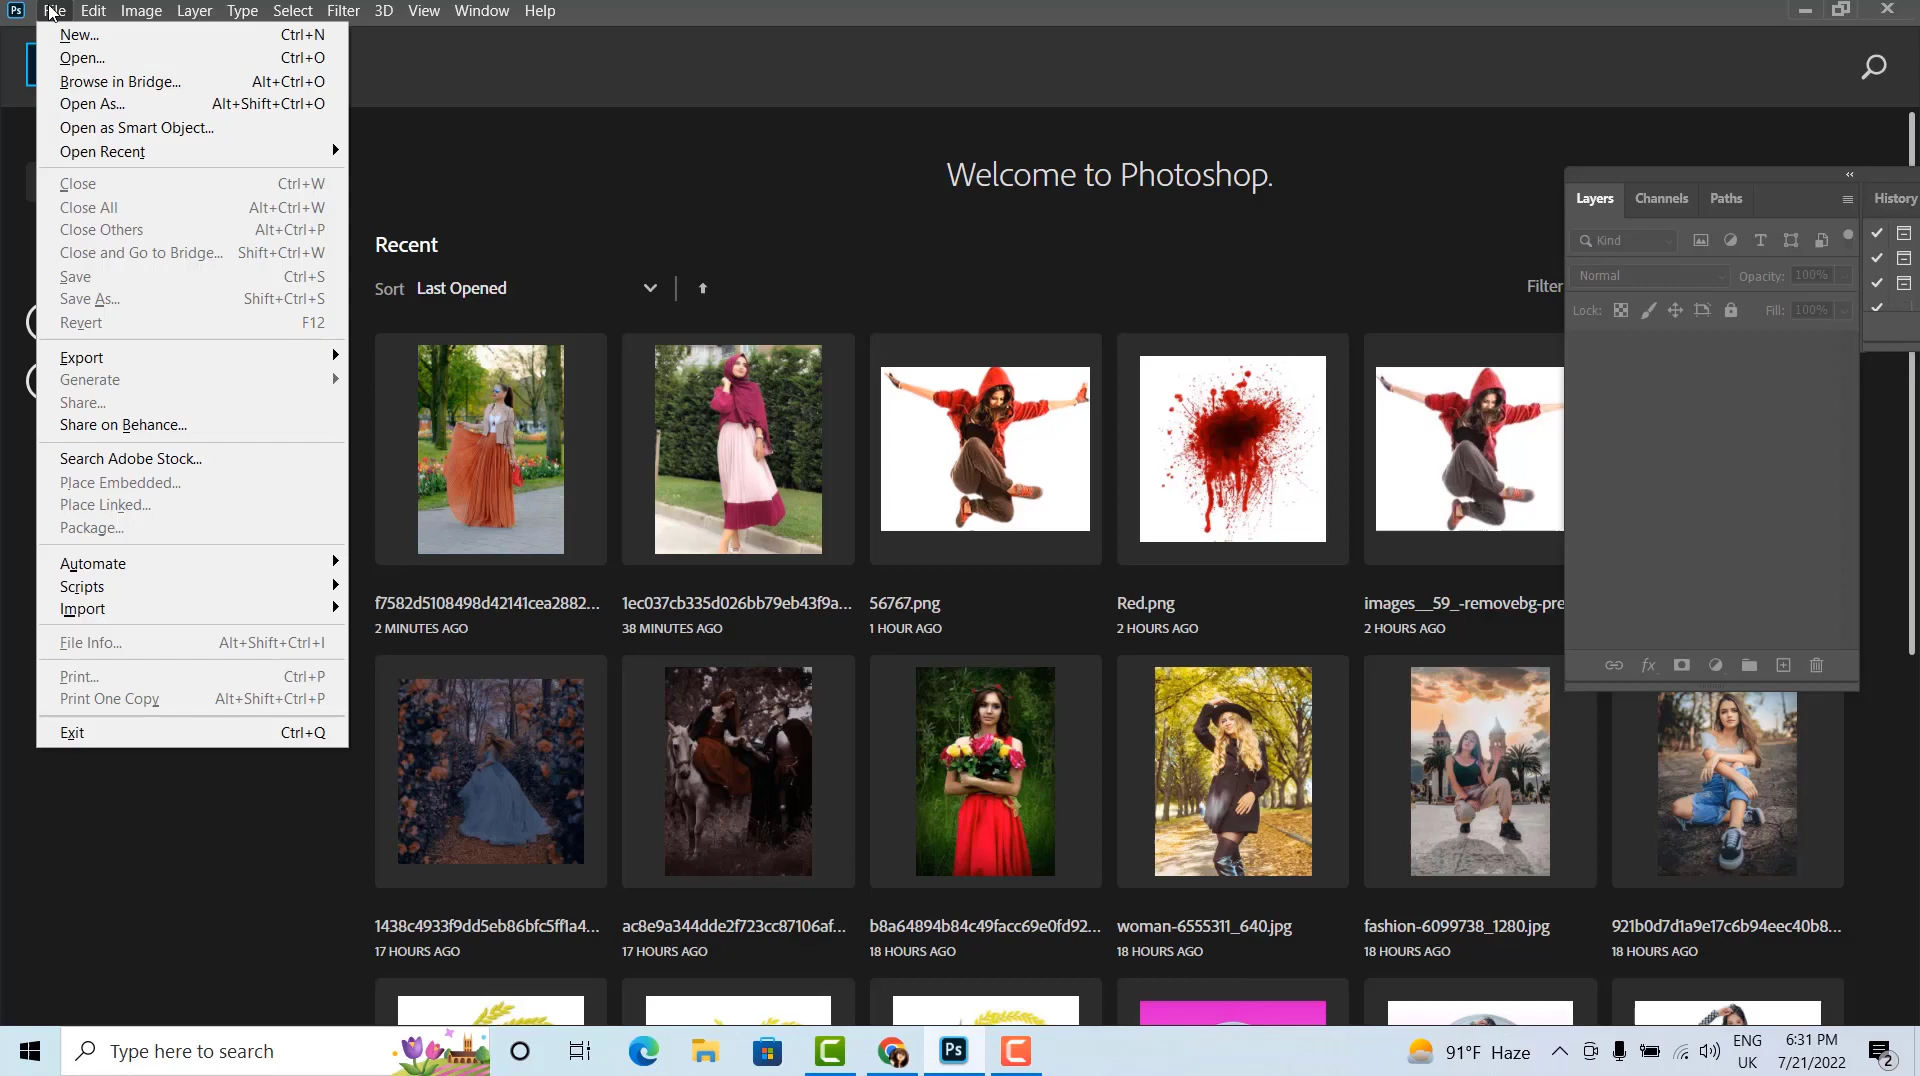 Ps File Edit Image Layer Type Select Filter 3D View Window Help
New... Ctrl+N
Open... Ctrl+O
Browse in Bridge... Alt+Ctrl+O
Open As... Alt+Shift+Ctrl+O
Open as Smart Object...
Open Recent
Close Ctrl+W
Close All Alt+Ctrl+W
Close Others Alt+Ctrl+P
Close and Go to Bridge... Shift+Ctrl+W
Save Ctrl+S
Save As... Shift+Ctrl+S
Revert F12
Export
Generate
Share...
Share on Behance...
Search Adobe Stock...
Place Embedded...
Place Linked...
Package...
Automate
Scripts
Import
File Info... Alt+Shift+Ctrl+I
Print... Ctrl+P
Print One Copy Alt+Shift+Ctrl+P
Exit Ctrl+Q
Welcome to Photoshop.
Recent
Sort Last Opened
Filter
f7582d5108498d42141cea2882...
2 MINUTES AGO
1ec037cb335d026bb79eb43f9a...
38 MINUTES AGO
56767.png
1 HOUR AGO
Red.png
2 HOURS AGO
images__59_-removebg-pre
2 HOURS AGO
1438c4933f9dd5eb86bfc5ff1a4...
17 HOURS AGO
ac8e9a344dde2f723cc87106af...
17 HOURS AGO
b8a64894b84c49facc69e0fd92...
18 HOURS AGO
woman-6555311_640.jpg
18 HOURS AGO
fashion-6099738_1280.jpg
18 HOURS AGO
921b0d7d1a9e17c6b94eec40b8...
18 HOURS AGO
Layers Channels Paths
Kind
Normal Opacity: 100%
Lock: Fill: 100%
fx
History
Type here to search
Ps
91°F Haze
ENG
UK
6:31 PM
7/21/2022
2